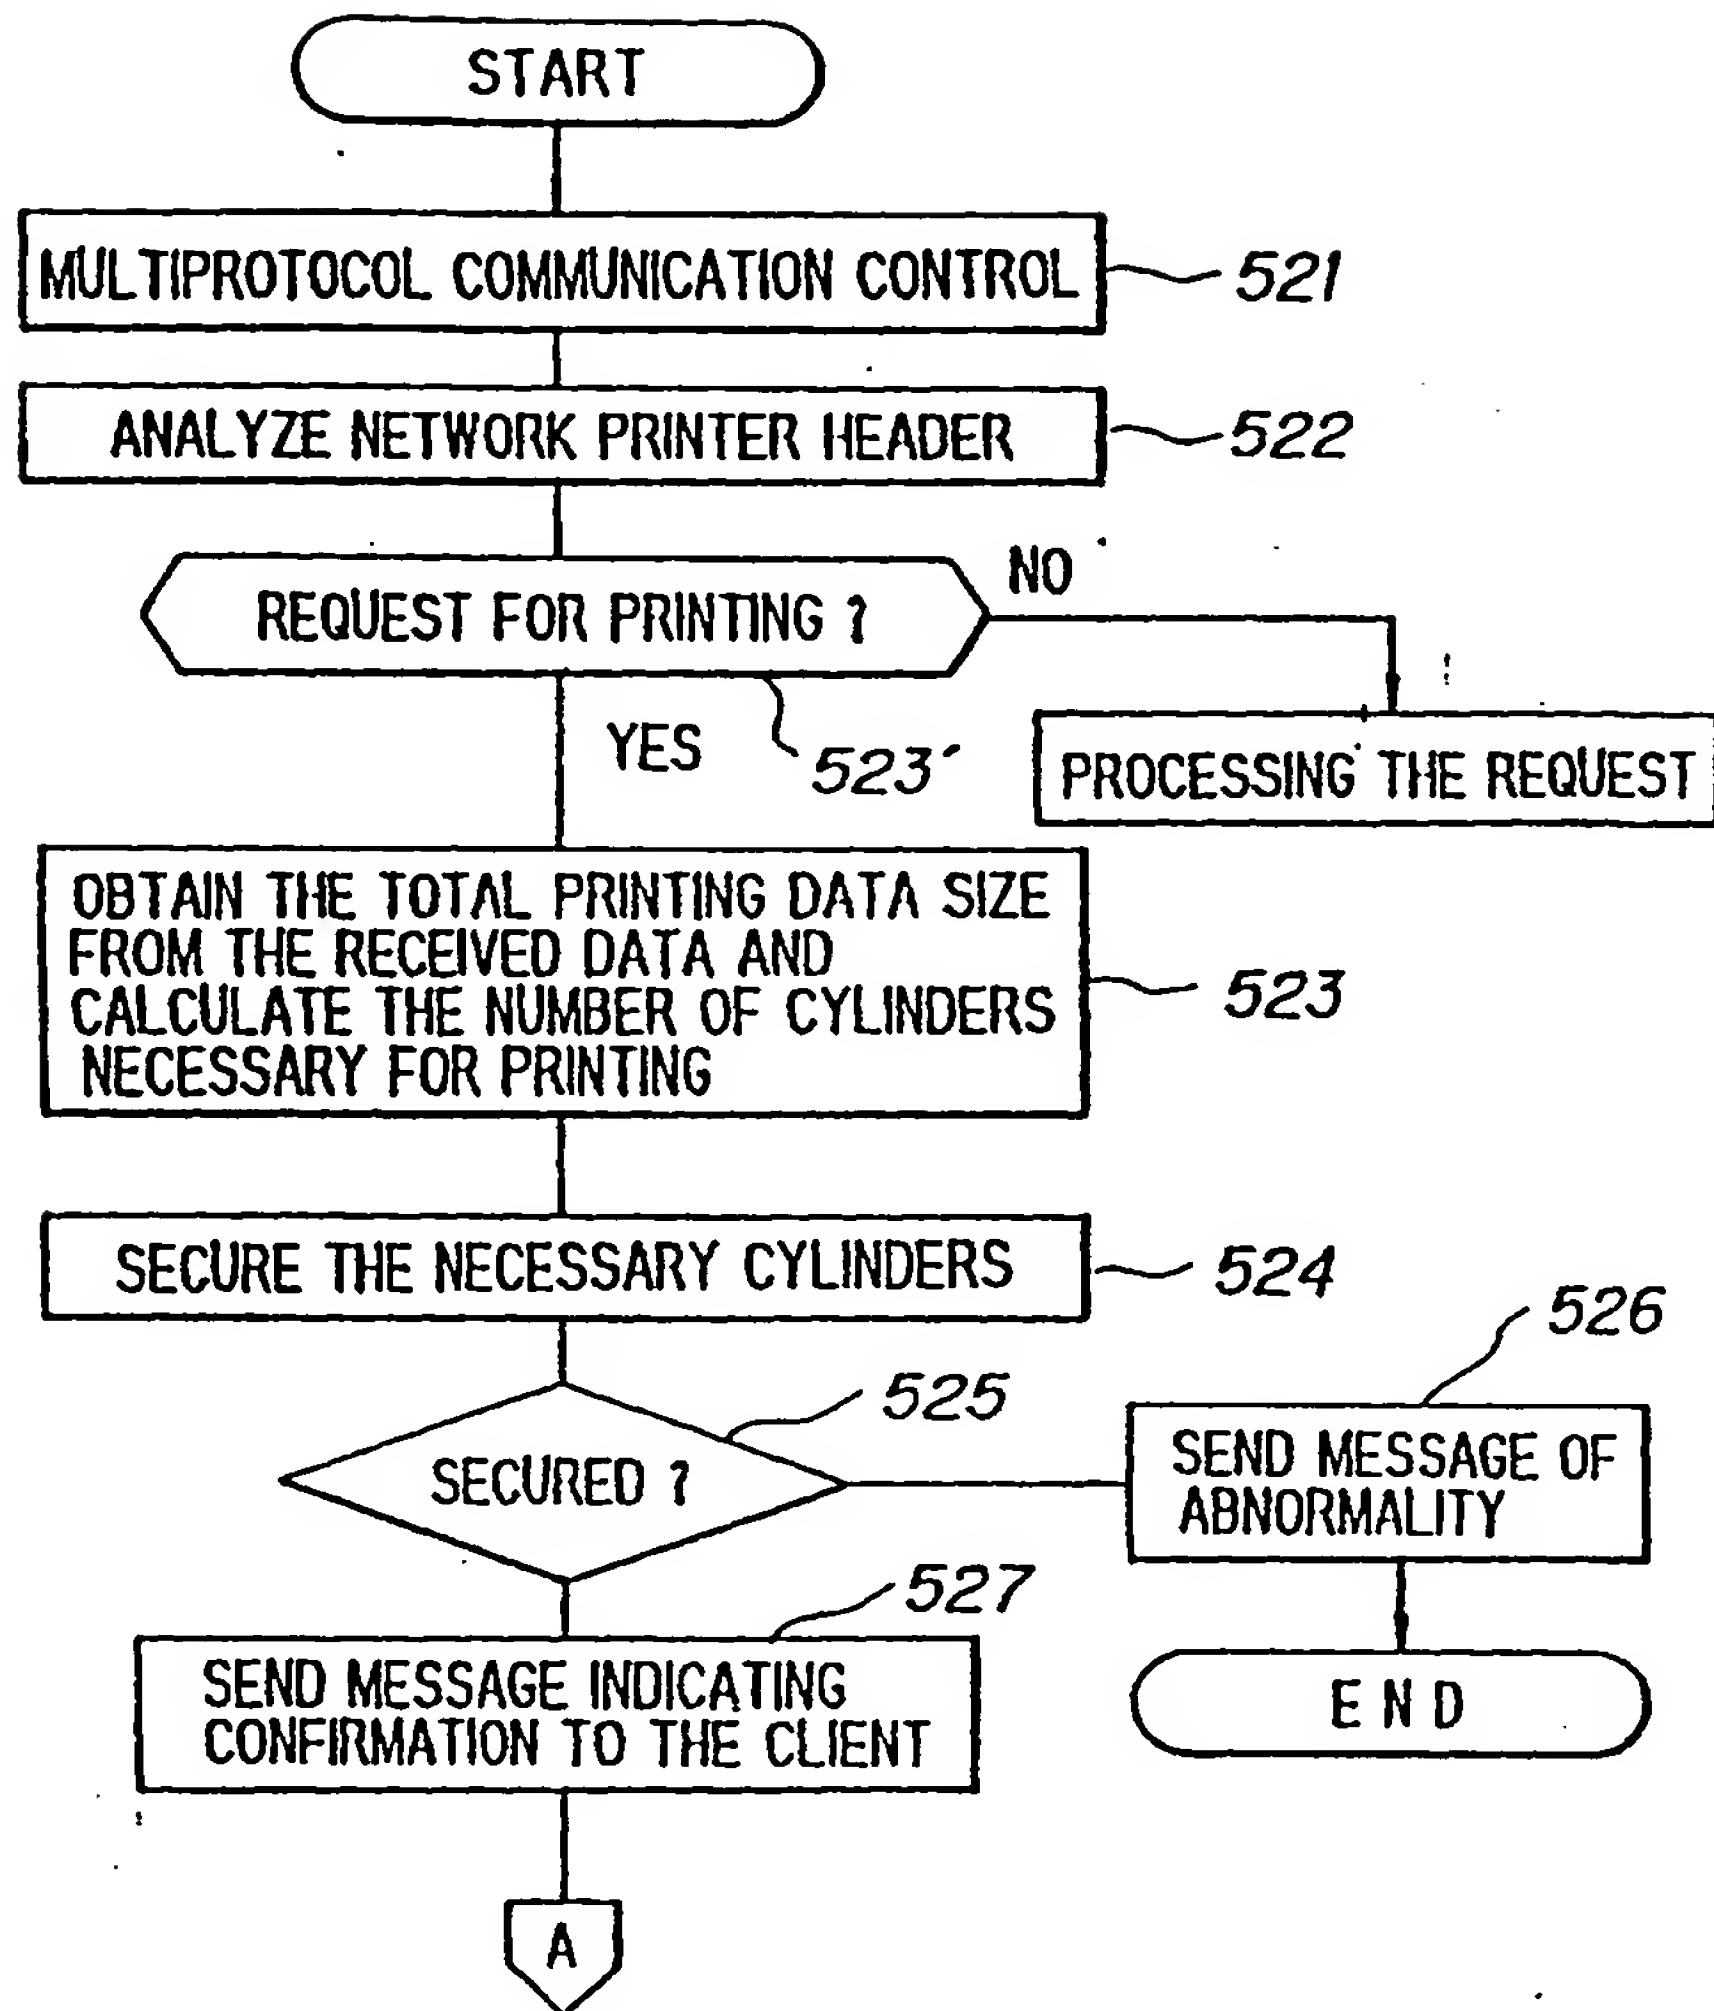 START
MULTIPROTOCOL COMMUNICATION CONTROL
521
ANALYZE NETWORK PRINTER HEADER
522
REQUEST FOR PRINTING ?
NO
YES
523'
PROCESSING THE REQUEST
OBTAIN THE TOTAL PRINTING DATA SIZE
FROM THE RECEIVED DATA AND
CALCULATE THE NUMBER OF CYLINDERS
NECESSARY FOR PRINTING
523
SECURE THE NECESSARY CYLINDERS
524
SECURED ?
525
526
SEND MESSAGE OF
ABNORMALITY
END
527
SEND MESSAGE INDICATING
CONFIRMATION TO THE CLIENT
A